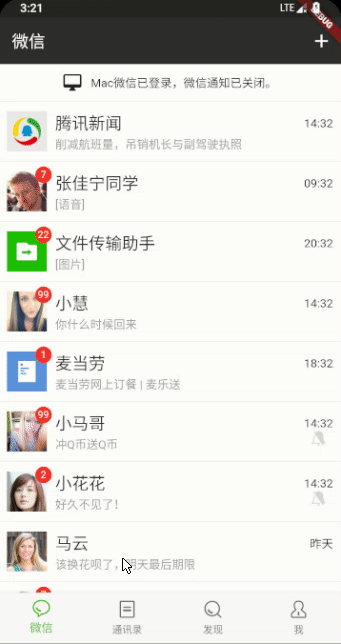 3:21
LTE
DEBUG
微信
Mac微信已登录，微信通知已关闭。
腾讯新闻
14:32
削减航班量，吊销机长与副驾驶执照
7
张佳宁同学
09:32
[语音]
22
文件传输助手
20:32
[图片]
99
小慧
14:32
你什么时候回来
1
麦当劳
18:32
麦当劳网上订餐 | 麦乐送
99
小马哥
14:32
冲Q币送Q币
2
小花花
14:32
好久不见了！
马云
昨天
该换花呗了，明天最后期限
微信
通讯录
发现
我